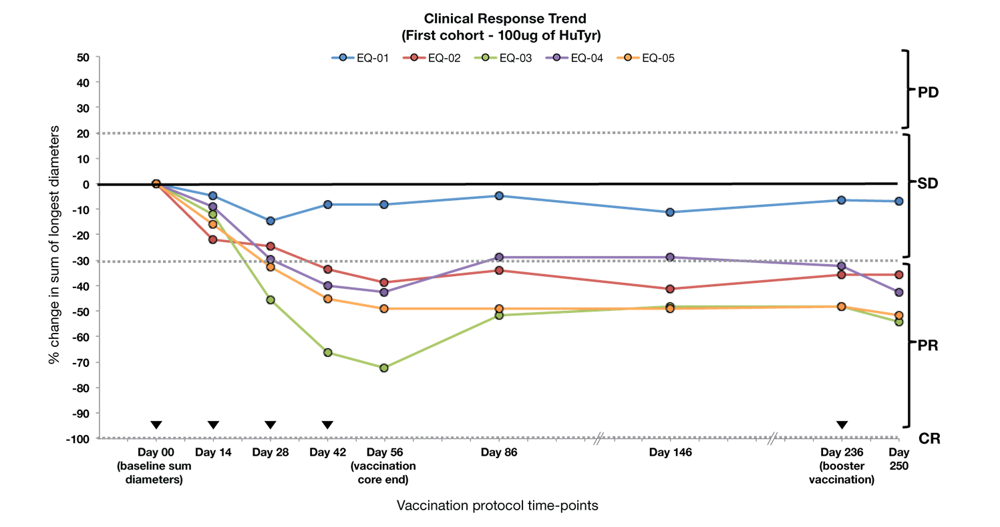 Clinical Response Trend
(First cohort - 100ug of HuTyr)
EQ-01 EQ-02 EQ-03 EQ-04 EQ-05
% change in sum of longest diameters
50
40
30
20
10
0
-10
-20
-30
-40
-50
-60
-70
-80
-90
-100
PD
SD
PR
CR
Day 00 Day 14 Day 28 Day 42 Day 56 Day 86 Day 146 Day 236 Day
(baseline sum (vaccination (booster 250
diameters) core end) vaccination)
Vaccination protocol time-points